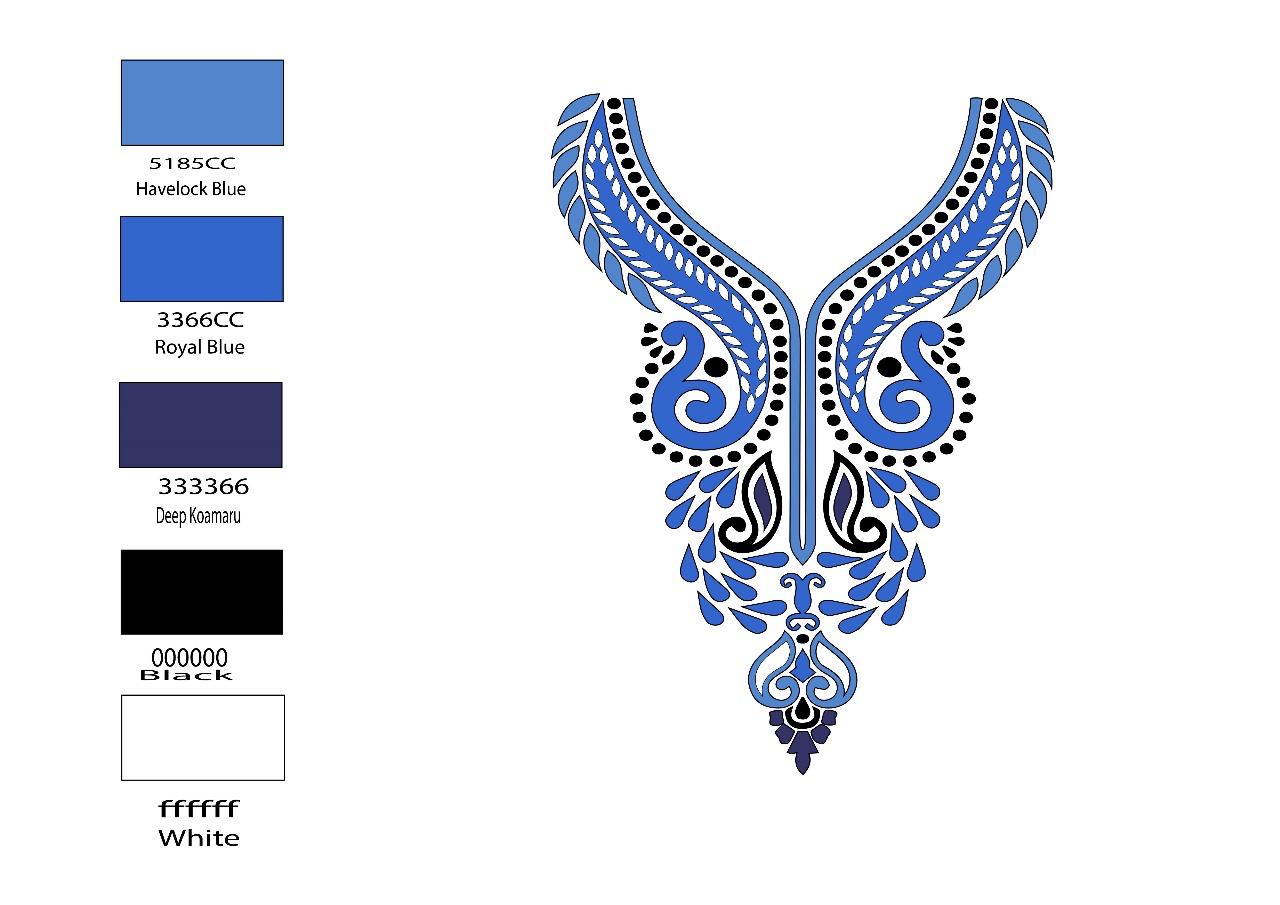 5185CC
Havelock Blue
3366CC
Royal Blue
333366
Deep Koamaru
000000
Black
ffffff
White